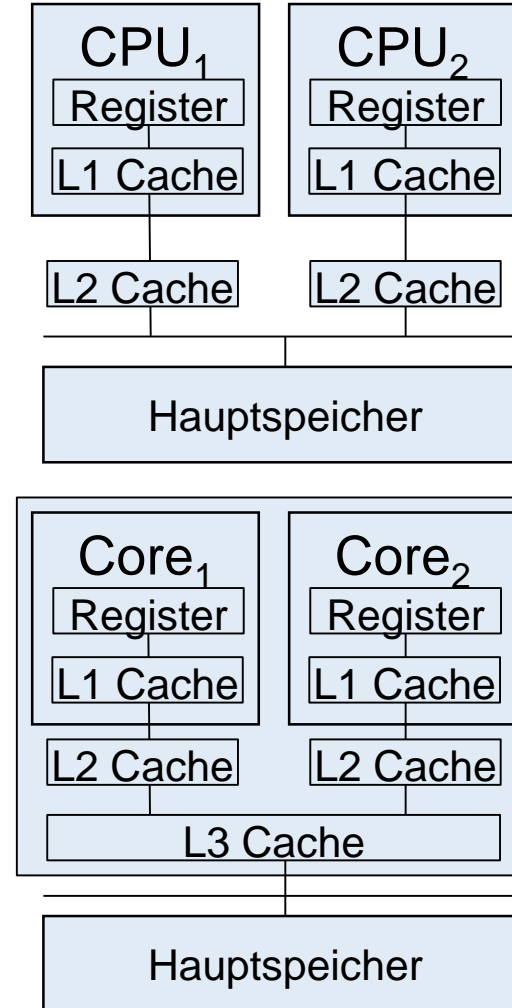 CPU₁ CPU₂
Register Register
L1 Cache L1 Cache
L2 Cache L2 Cache
Hauptspeicher
Core₁ Core₂
Register Register
L1 Cache L1 Cache
L2 Cache L2 Cache
L3 Cache
Hauptspeicher